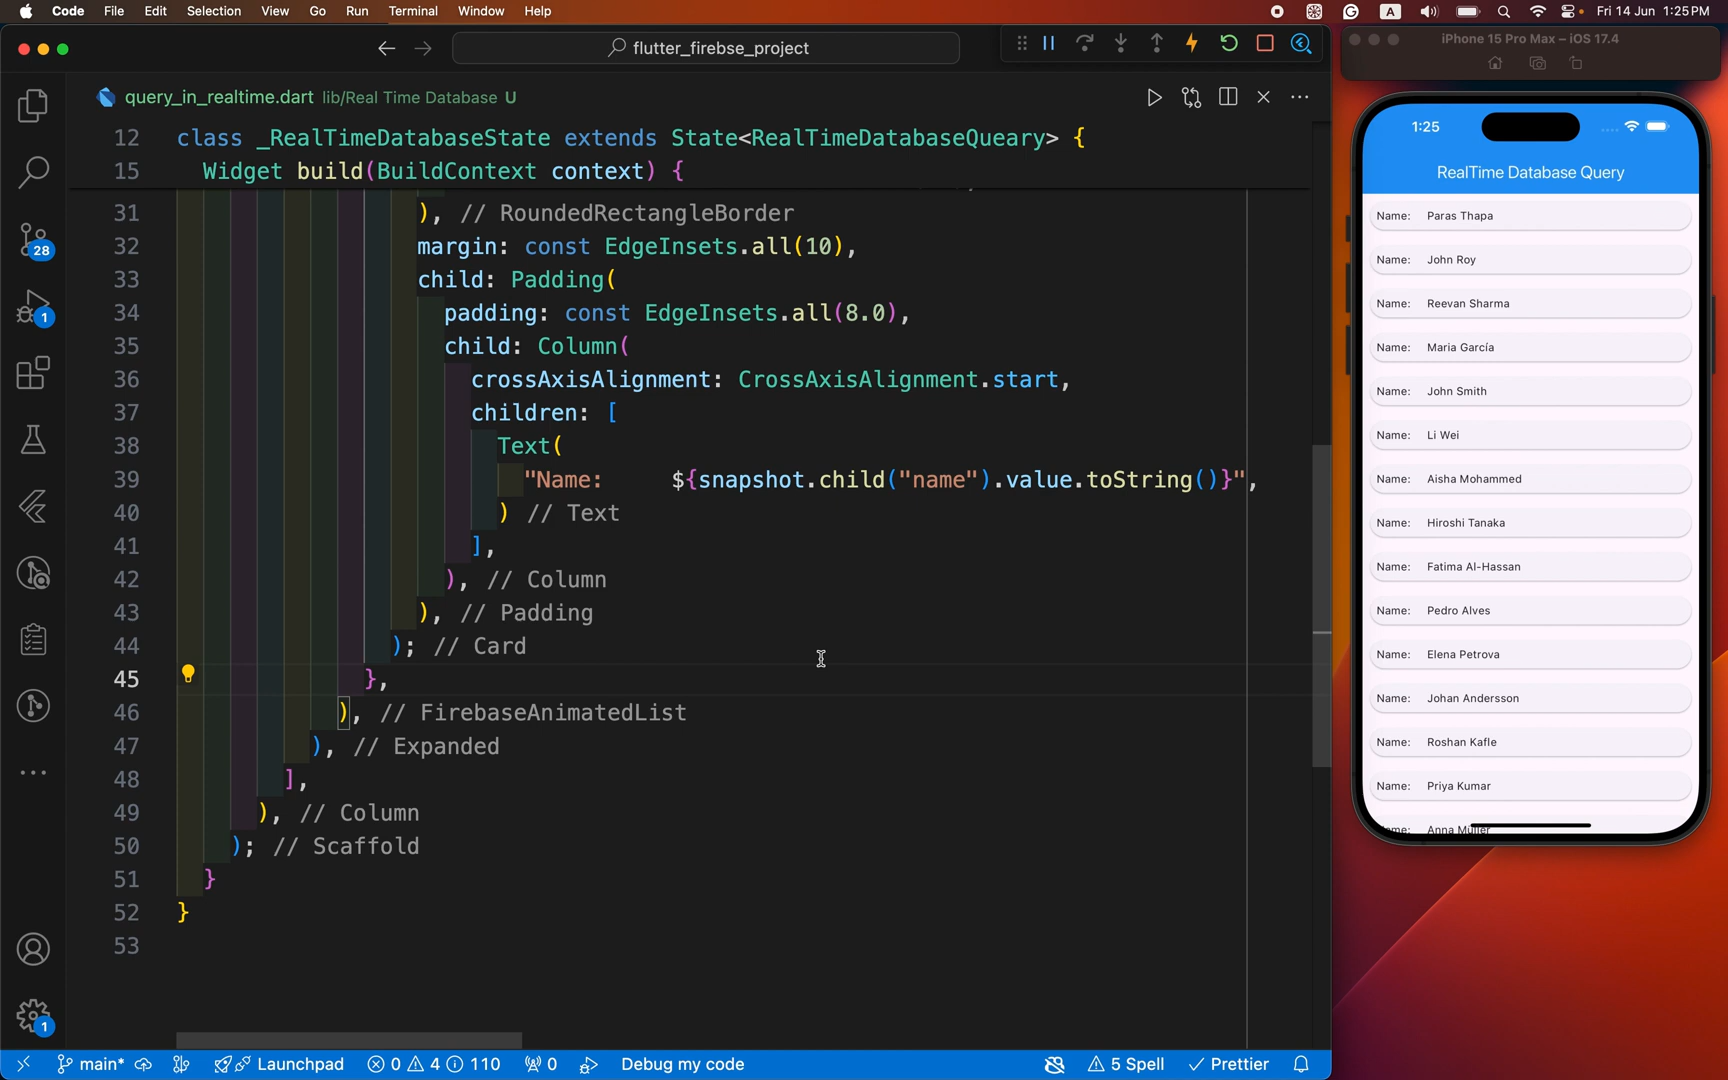 Code File Edit Selection View Go Run Terminal Window Help
A Fri 14 Jun 1:25 PM
flutter_firebse_project
iPhone 15 Pro Max – iOS 17.4
query_in_realtime.dart lib/Real Time Database U
12 class _RealTimeDatabaseState extends State<RealTimeDatabaseQueary> {
15 Widget build(BuildContext context) {
31 ), // RoundedRectangleBorder
32 margin: const EdgeInsets.all(10),
33 child: Padding(
34 padding: const EdgeInsets.all(8.0),
35 child: Column(
36 crossAxisAlignment: CrossAxisAlignment.start,
37 children: [
38 Text(
39 "Name:     ${snapshot.child("name").value.toString()}",
40 ) // Text
41 ],
42 ), // Column
43 ), // Padding
44 ); // Card
45 },
46 ), // FirebaseAnimatedList
47 ), // Expanded
48 ],
49 ), // Column
50 ); // Scaffold
51 }
52 }
53
28
1
1
main* Launchpad 0 4 110 0 Debug my code 5 Spell Prettier
1:25
RealTime Database Query
Name: Paras Thapa
Name: John Roy
Name: Reevan Sharma
Name: Maria García
Name: John Smith
Name: Li Wei
Name: Aisha Mohammed
Name: Hiroshi Tanaka
Name: Fatima Al-Hassan
Name: Pedro Alves
Name: Elena Petrova
Name: Johan Andersson
Name: Roshan Kafle
Name: Priya Kumar
Name: Anna Müller